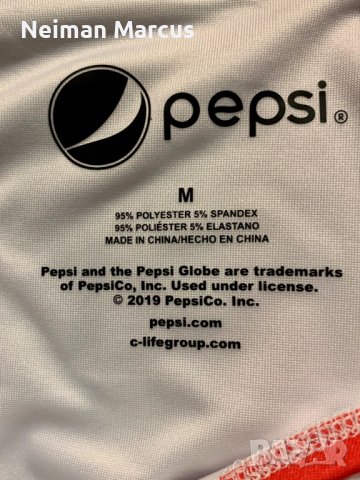 Neiman Marcus
pepsi®
M
95% POLYESTER 5% SPANDEX
95% POLIÉSTER 5% ELASTANO
MADE IN CHINA/HECHO EN CHINA
Pepsi and the Pepsi Globe are trademarks
of PepsiCo, Inc. Used under license.
© 2019 PepsiCo. Inc.
pepsi.com
c-lifegroup.com